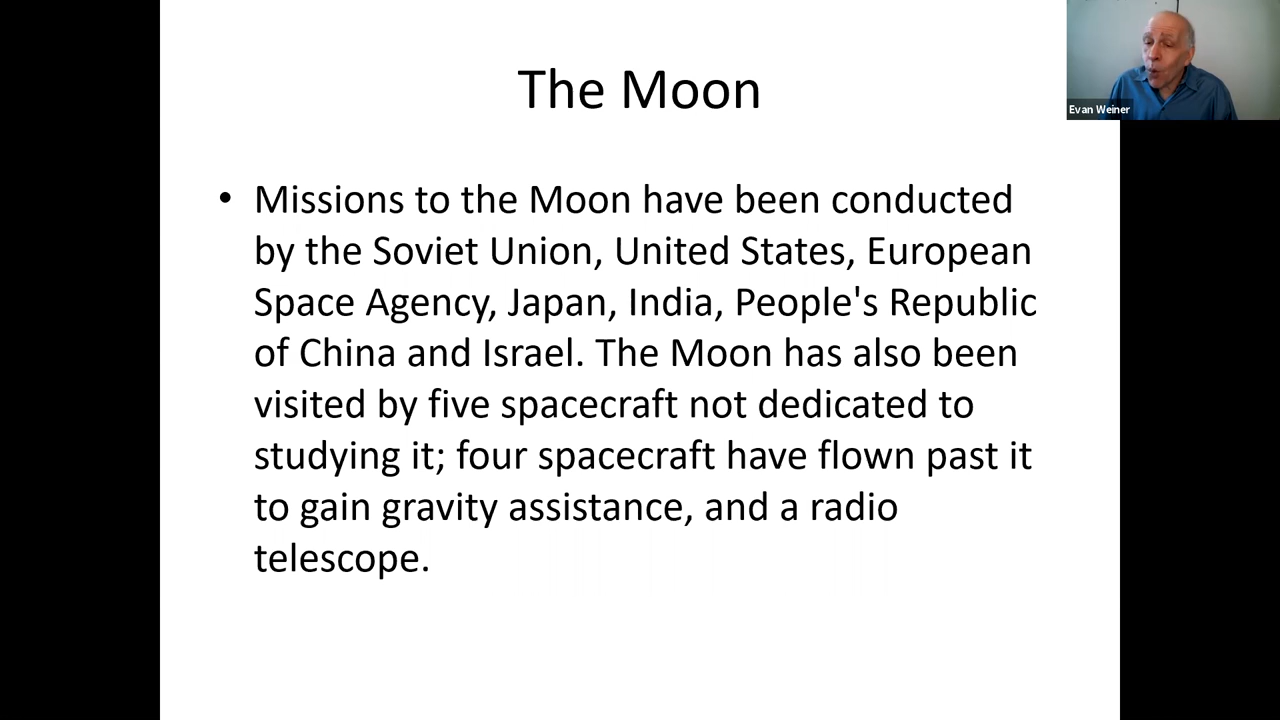 The Moon
Evan Weiner
• Missions to the Moon have been conducted
by the Soviet Union, United States, European
Space Agency, Japan, India, People's Republic
of China and Israel. The Moon has also been
visited by five spacecraft not dedicated to
studying it; four spacecraft have flown past it
to gain gravity assistance, and a radio
telescope.